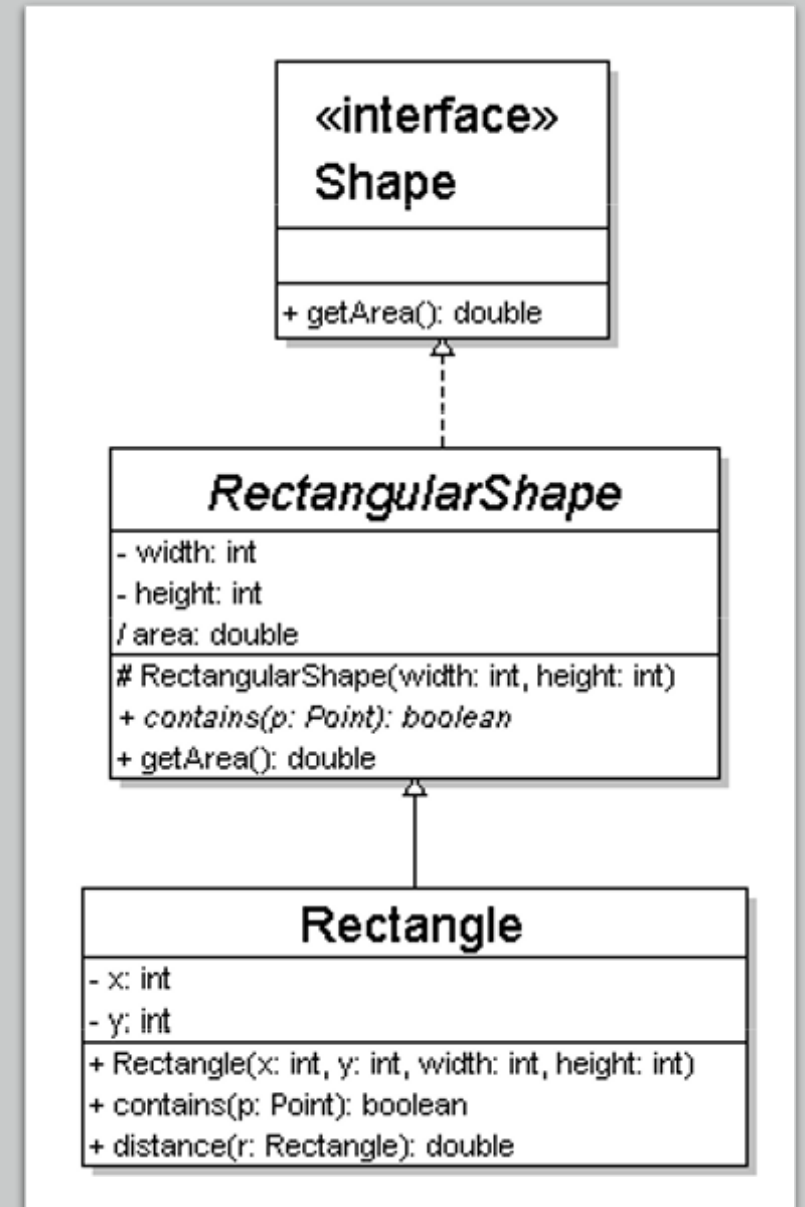 «interface»
Shape
+ getArea(): double
RectangularShape
- width: int
- height: int
/ area: double
# RectangularShape(width: int, height: int)
+ contains(p: Point): boolean
+ getArea(): double
Rectangle
- x: int
- y: int
+ Rectangle(x: int, y: int, width: int, height: int)
+ contains(p: Point): boolean
+ distance(r: Rectangle): double